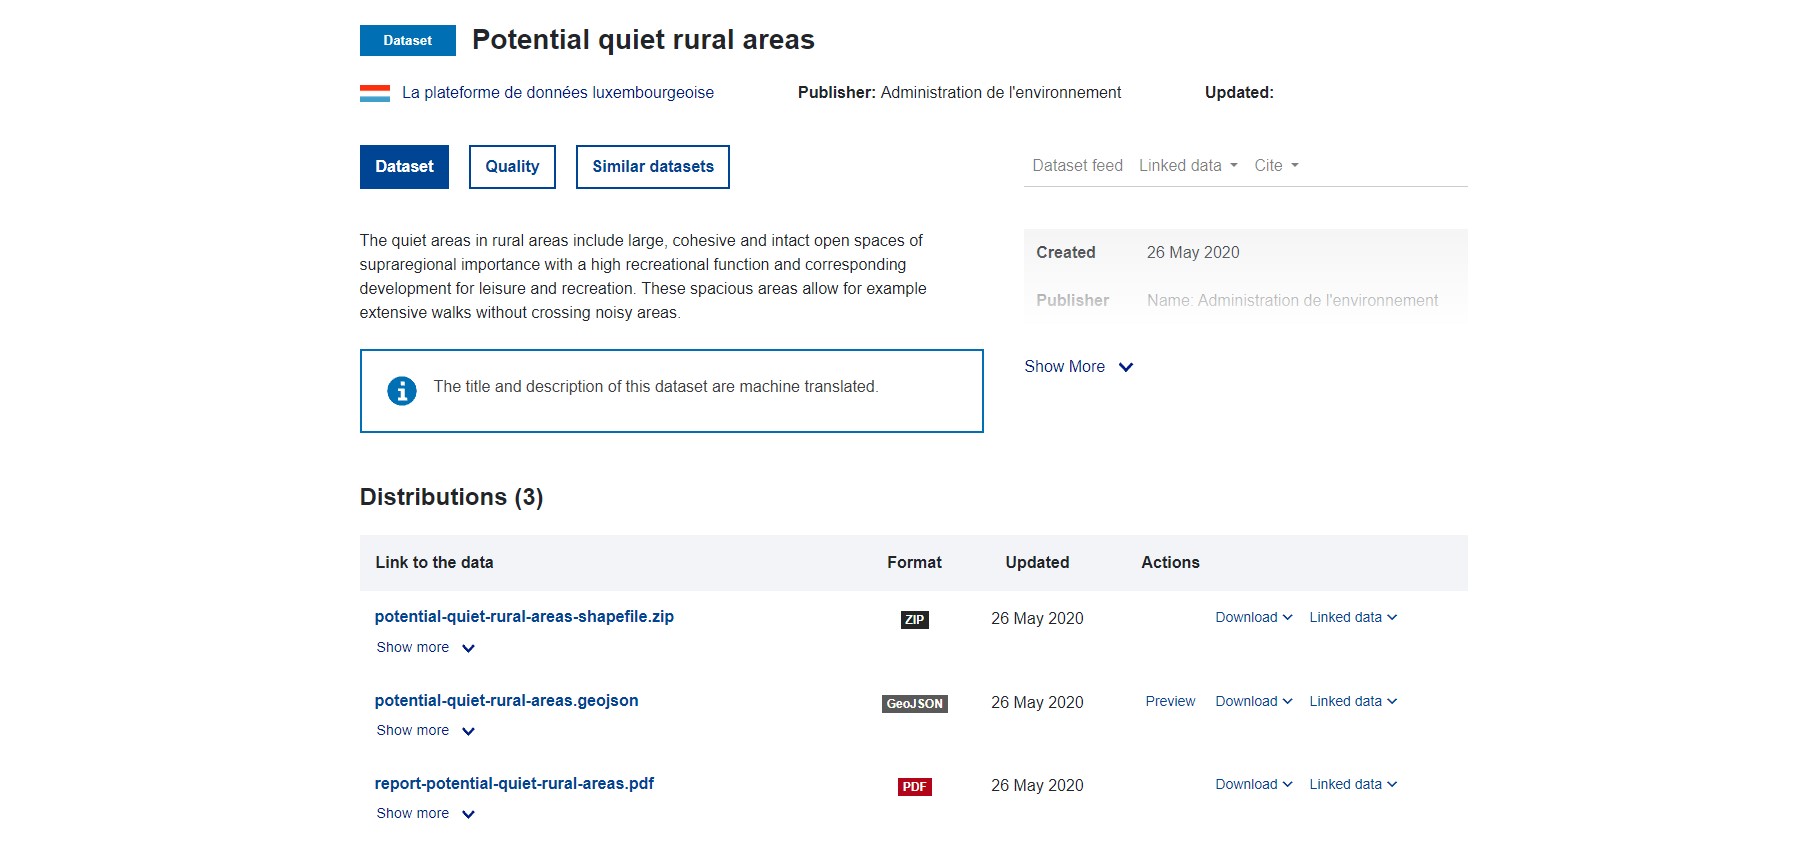 Dataset Potential quiet rural areas
La plateforme de données luxembourgeoise Publisher: Administration de l'environnement Updated:
Dataset Quality Similar datasets Dataset feed Linked data Cite
The quiet areas in rural areas include large, cohesive and intact open spaces of
supraregional importance with a high recreational function and corresponding
development for leisure and recreation. These spacious areas allow for example
extensive walks without crossing noisy areas.
Created 26 May 2020
Publisher Name: Administration de l'environnement
Show More
The title and description of this dataset are machine translated.
Distributions (3)
Link to the data Format Updated Actions
potential-quiet-rural-areas-shapefile.zip ZIP 26 May 2020 Download Linked data
Show more
potential-quiet-rural-areas.geojson GeoJSON 26 May 2020 Preview Download Linked data
Show more
report-potential-quiet-rural-areas.pdf PDF 26 May 2020 Download Linked data
Show more